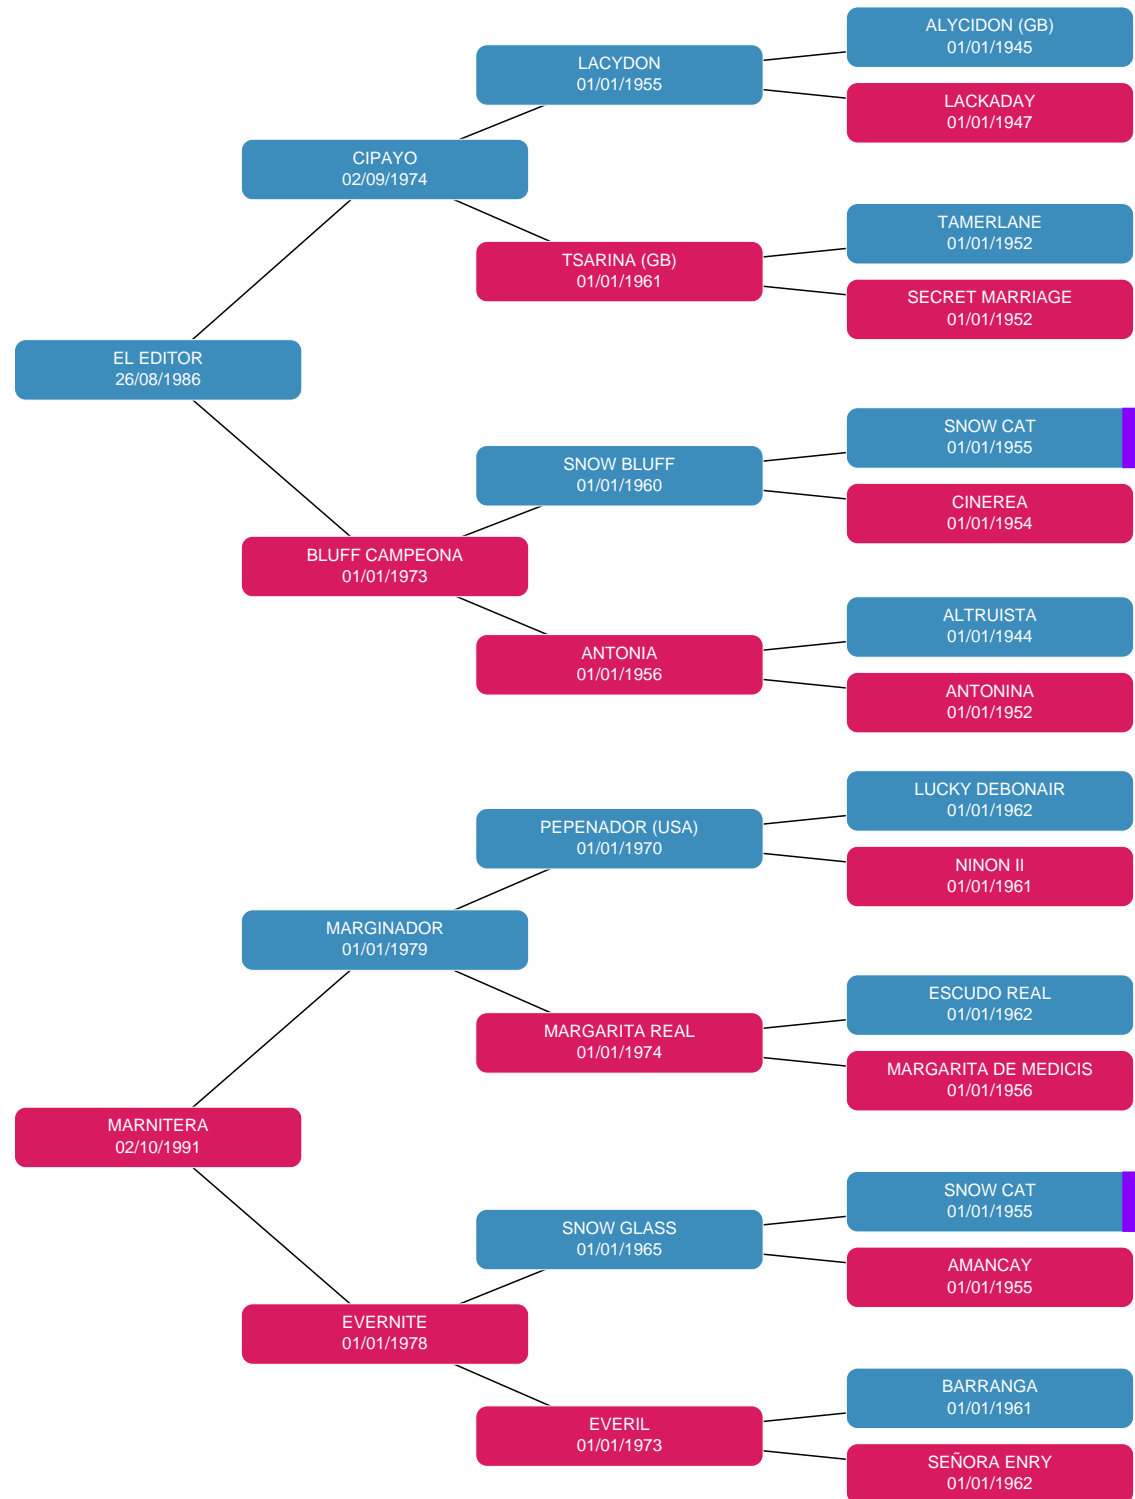 ALYCIDON (GB)
01/01/1945
LACYDON
01/01/1955
LACKADAY
01/01/1947
CIPAYO
02/09/1974
TAMERLANE
01/01/1952
TSARINA (GB)
01/01/1961
SECRET MARRIAGE
01/01/1952
EL EDITOR
26/08/1986
SNOW CAT
01/01/1955
SNOW BLUFF
01/01/1960
CINEREA
01/01/1954
BLUFF CAMPEONA
01/01/1973
ALTRUISTA
01/01/1944
ANTONIA
01/01/1956
ANTONINA
01/01/1952
LUCKY DEBONAIR
01/01/1962
PEPENADOR (USA)
01/01/1970
NINON II
01/01/1961
MARGINADOR
01/01/1979
ESCUDO REAL
01/01/1962
MARGARITA REAL
01/01/1974
MARGARITA DE MEDICIS
01/01/1956
MARNITERA
02/10/1991
SNOW CAT
01/01/1955
SNOW GLASS
01/01/1965
AMANCAY
01/01/1955
EVERNITE
01/01/1978
BARRANGA
01/01/1961
EVERIL
01/01/1973
SEÑORA ENRY
01/01/1962